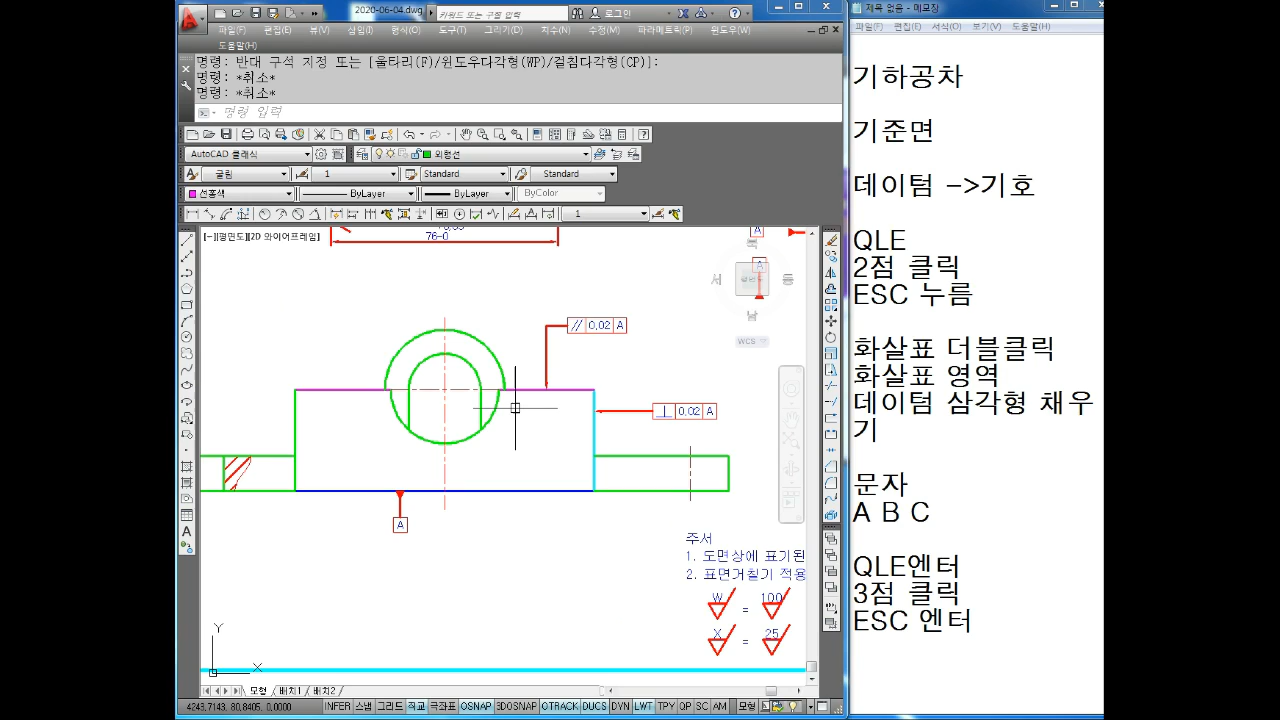 2020-06-04.dwg
키워드 또는 구절 입력
로그인
제목 없음 - 메모장
파일(F) 편집(E) 뷰(V) 삽입(I) 형식(O) 도구(T) 그리기(D) 치수(N) 수정(M) 파라메트릭(P) 윈도우(W)
도움말(H)
파일(F) 편집(E) 서식(O) 보기(V) 도움말(H)
명령: 반대 구석 지정 또는 [울타리(F)/윈도우다각형(WP)/걸침다각형(CP)]:
명령: *취소*
명령: *취소*
명령 입력
AutoCAD 클래식
외형선
굴림
1
Standard
Standard
선홍색
ByLayer
ByLayer
ByColor
1
[-][평면도][2D 와이어프레임]
76-0
A
북
A
서
동
남
WCS
// 0,02 A
⊥ 0,02 A
A
주서
1. 도면상에 표기된
2. 표면거칠기 적용
W = 100
X = 25
Y
X
모형 배치1 배치2
4243,7143, 80,8405, 0,0000
INFER 스냅 그리드 직교 극좌표 OSNAP 3DOSNAP OTRACK DUCS DYN LWT TPY QP SC AM 모형
기하공차
기준면
데이텀 ->기호
QLE
2점 클릭
ESC 누름
화살표 더블클릭
화살표 영역
데이텀 삼각형 채우
기
문자
A B C
QLE엔터
3점 클릭
ESC 엔터